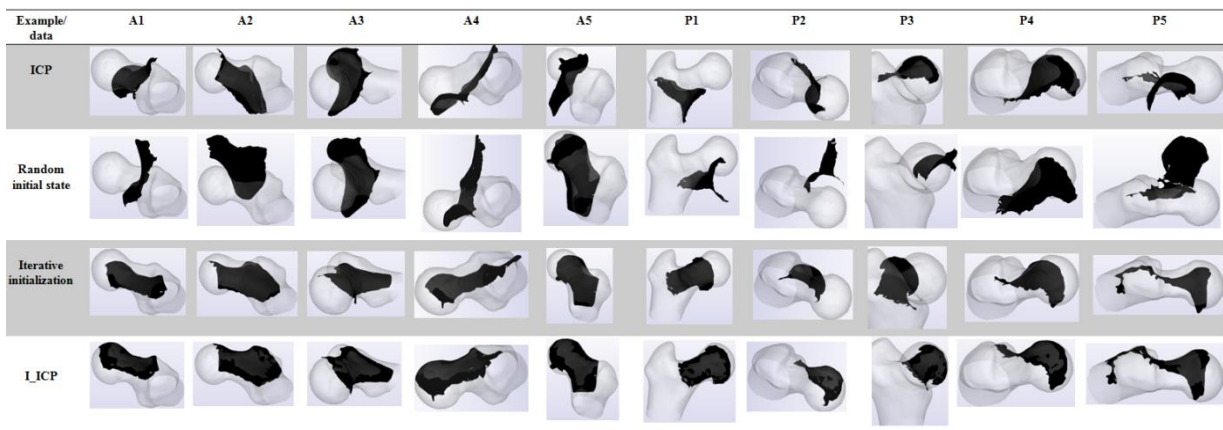 Example/ A1 A2 A3 A4 A5 P1 P2 P3 P4 P5
data
ICP
Random
initial state
Iterative
initialization
I_ICP